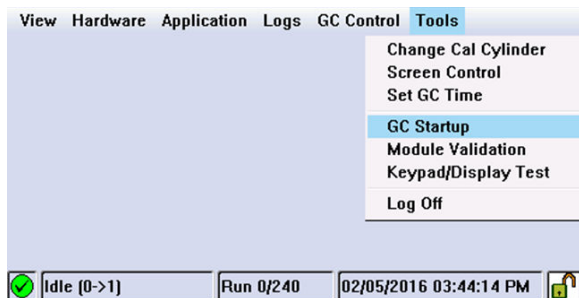 View Hardware Application Logs GC Control Tools
Change Cal Cylinder
Screen Control
Set GC Time
GC Startup
Module Validation
Keypad/Display Test
Log Off
Idle (0->1) Run 0/240 02/05/2016 03:44:14 PM